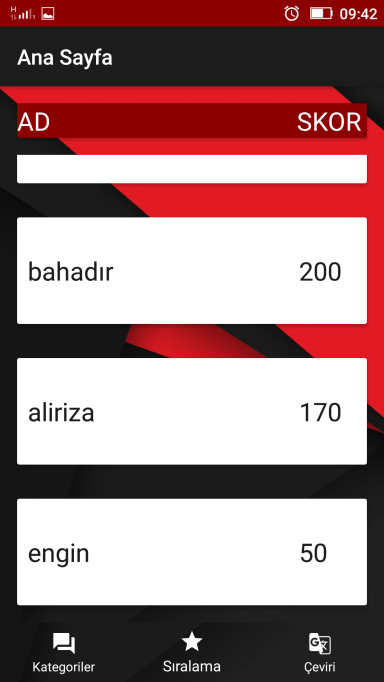 H 09:42
Ana Sayfa
AD SKOR
bahadır 200
aliriza 170
engin 50
Kategoriler Sıralama Çeviri